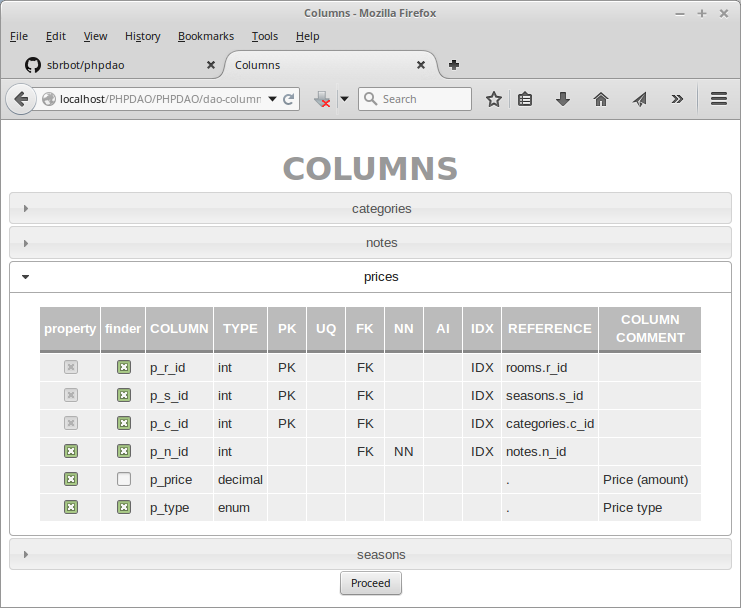 Columns - Mozilla Firefox
File Edit View History Bookmarks Tools Help
sbrbot/phpdao Columns
localhost/PHPDAO/PHPDAO/dao-column Search
COLUMNS
categories
notes
prices
property finder COLUMN TYPE PK UQ FK NN AI IDX REFERENCE COLUMN COMMENT
p_r_id int PK FK IDX rooms.r_id
p_s_id int PK FK IDX seasons.s_id
p_c_id int PK FK IDX categories.c_id
p_n_id int FK NN IDX notes.n_id
p_price decimal . Price (amount)
p_type enum . Price type
seasons
Proceed